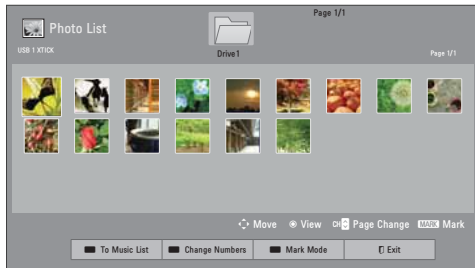 Page 1/1
Photo List
USB 1 XTICK
Drive1
Page 1/1
Move View CH Page Change MARK Mark
To Music List Change Numbers Mark Mode Exit